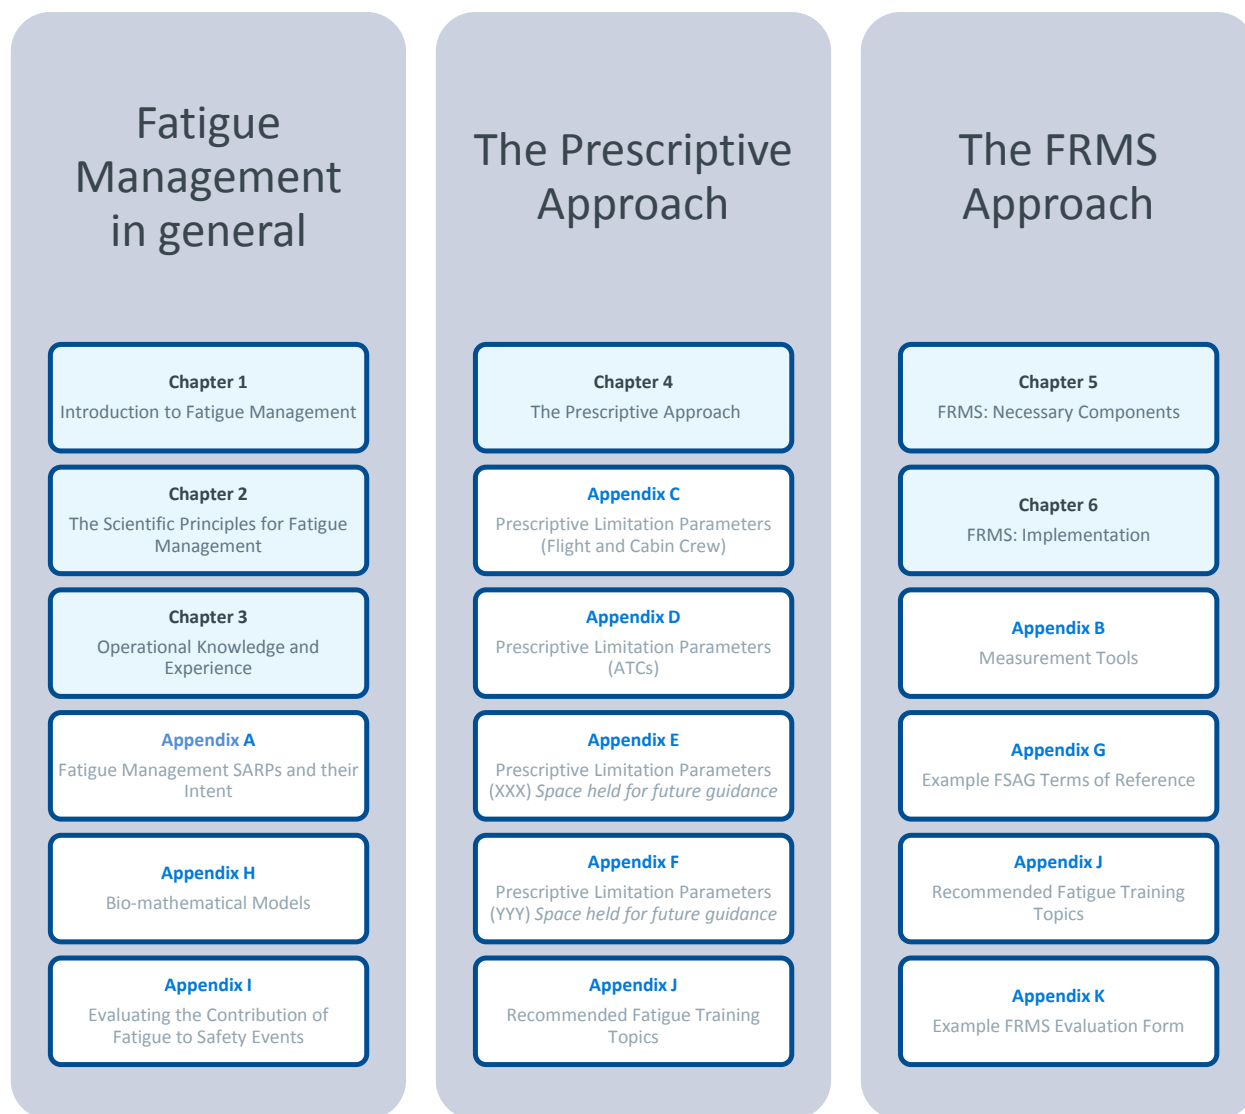 Fatigue
Management
in general
Chapter 1
Introduction to Fatigue Management
Chapter 2
The Scientific Principles for Fatigue
Management
Chapter 3
Operational Knowledge and
Experience
Appendix A
Fatigue Management SARPs and their
Intent
Appendix H
Bio-mathematical Models
Appendix I
Evaluating the Contribution of
Fatigue to Safety Events
The Prescriptive
Approach
Chapter 4
The Prescriptive Approach
Appendix C
Prescriptive Limitation Parameters
(Flight and Cabin Crew)
Appendix D
Prescriptive Limitation Parameters
(ATCs)
Appendix E
Prescriptive Limitation Parameters
(XXX) Space held for future guidance
Appendix F
Prescriptive Limitation Parameters
(YYY) Space held for future guidance
Appendix J
Recommended Fatigue Training
Topics
The FRMS
Approach
Chapter 5
FRMS: Necessary Components
Chapter 6
FRMS: Implementation
Appendix B
Measurement Tools
Appendix G
Example FSAG Terms of Reference
Appendix J
Recommended Fatigue Training
Topics
Appendix K
Example FRMS Evaluation Form